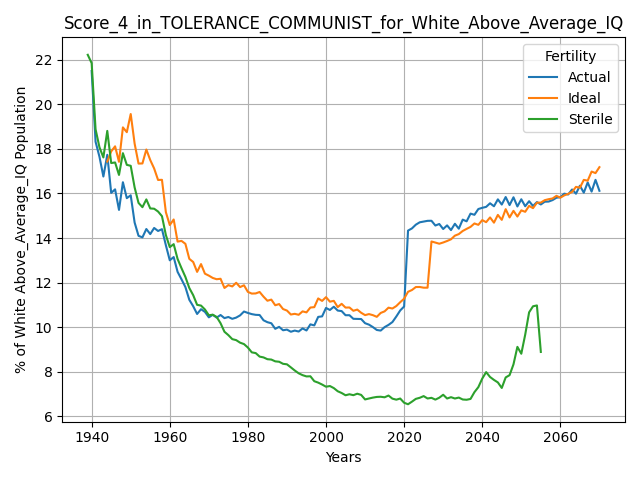 Score_4_in_TOLERANCE_COMMUNIST_for_White_Above_Average_IQ
% of White Above_Average_IQ Population
22
20
18
16
14
12
10
8
6
Fertility
Actual
Ideal
Sterile
1940
1960
1980
2000
2020
2040
2060
Years